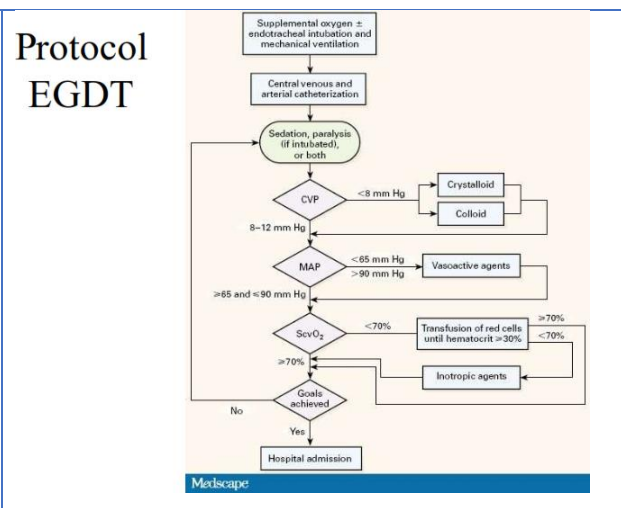 Protocol
EGDT
Supplemental oxygen ±
endotracheal intubation and
mechanical ventilation
Central venous and
arterial catheterization
Sedation, paralysis
(if intubated),
or both
CVP
<8 mm Hg
Crystalloid
Colloid
8–12 mm Hg
MAP
<65 mm Hg
>90 mm Hg
Vasoactive agents
≥65 and ≤90 mm Hg
ScvO₂
<70%
Transfusion of red cells
until hematocrit ≥30%
≥70%
<70%
≥70%
Inotropic agents
Goals
achieved
No
Yes
Hospital admission
Medscape